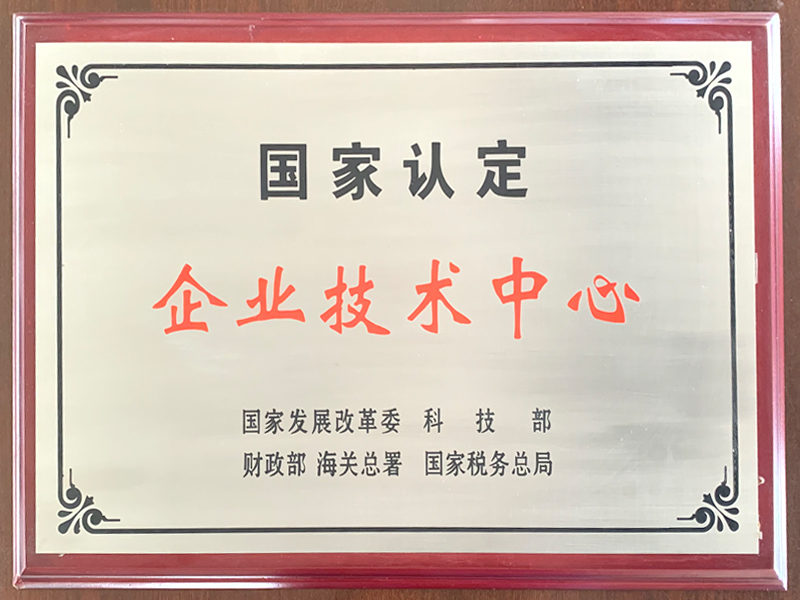 国家认定
企业技术中心
国家发展改革委 科技部
财政部 海关总署 国家税务总局